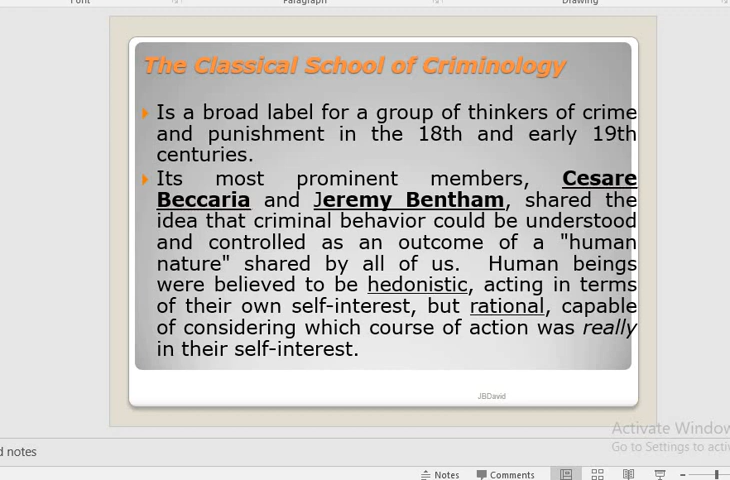 Paragraph
Drawing
The Classical School of Criminology
Is a broad label for a group of thinkers of crime
and punishment in the 18th and early 19th
centuries.
Its most prominent members, Cesare
Beccaria and Jeremy Bentham, shared the
idea that criminal behavior could be understood
and controlled as an outcome of a "human
nature" shared by all of us. Human beings
were believed to be hedonistic, acting in terms
of their own self-interest, but rational, capable
of considering which course of action was really
in their self-interest.
JBDavid
Activate Window
Go to Settings to activ
d notes
Notes Comments